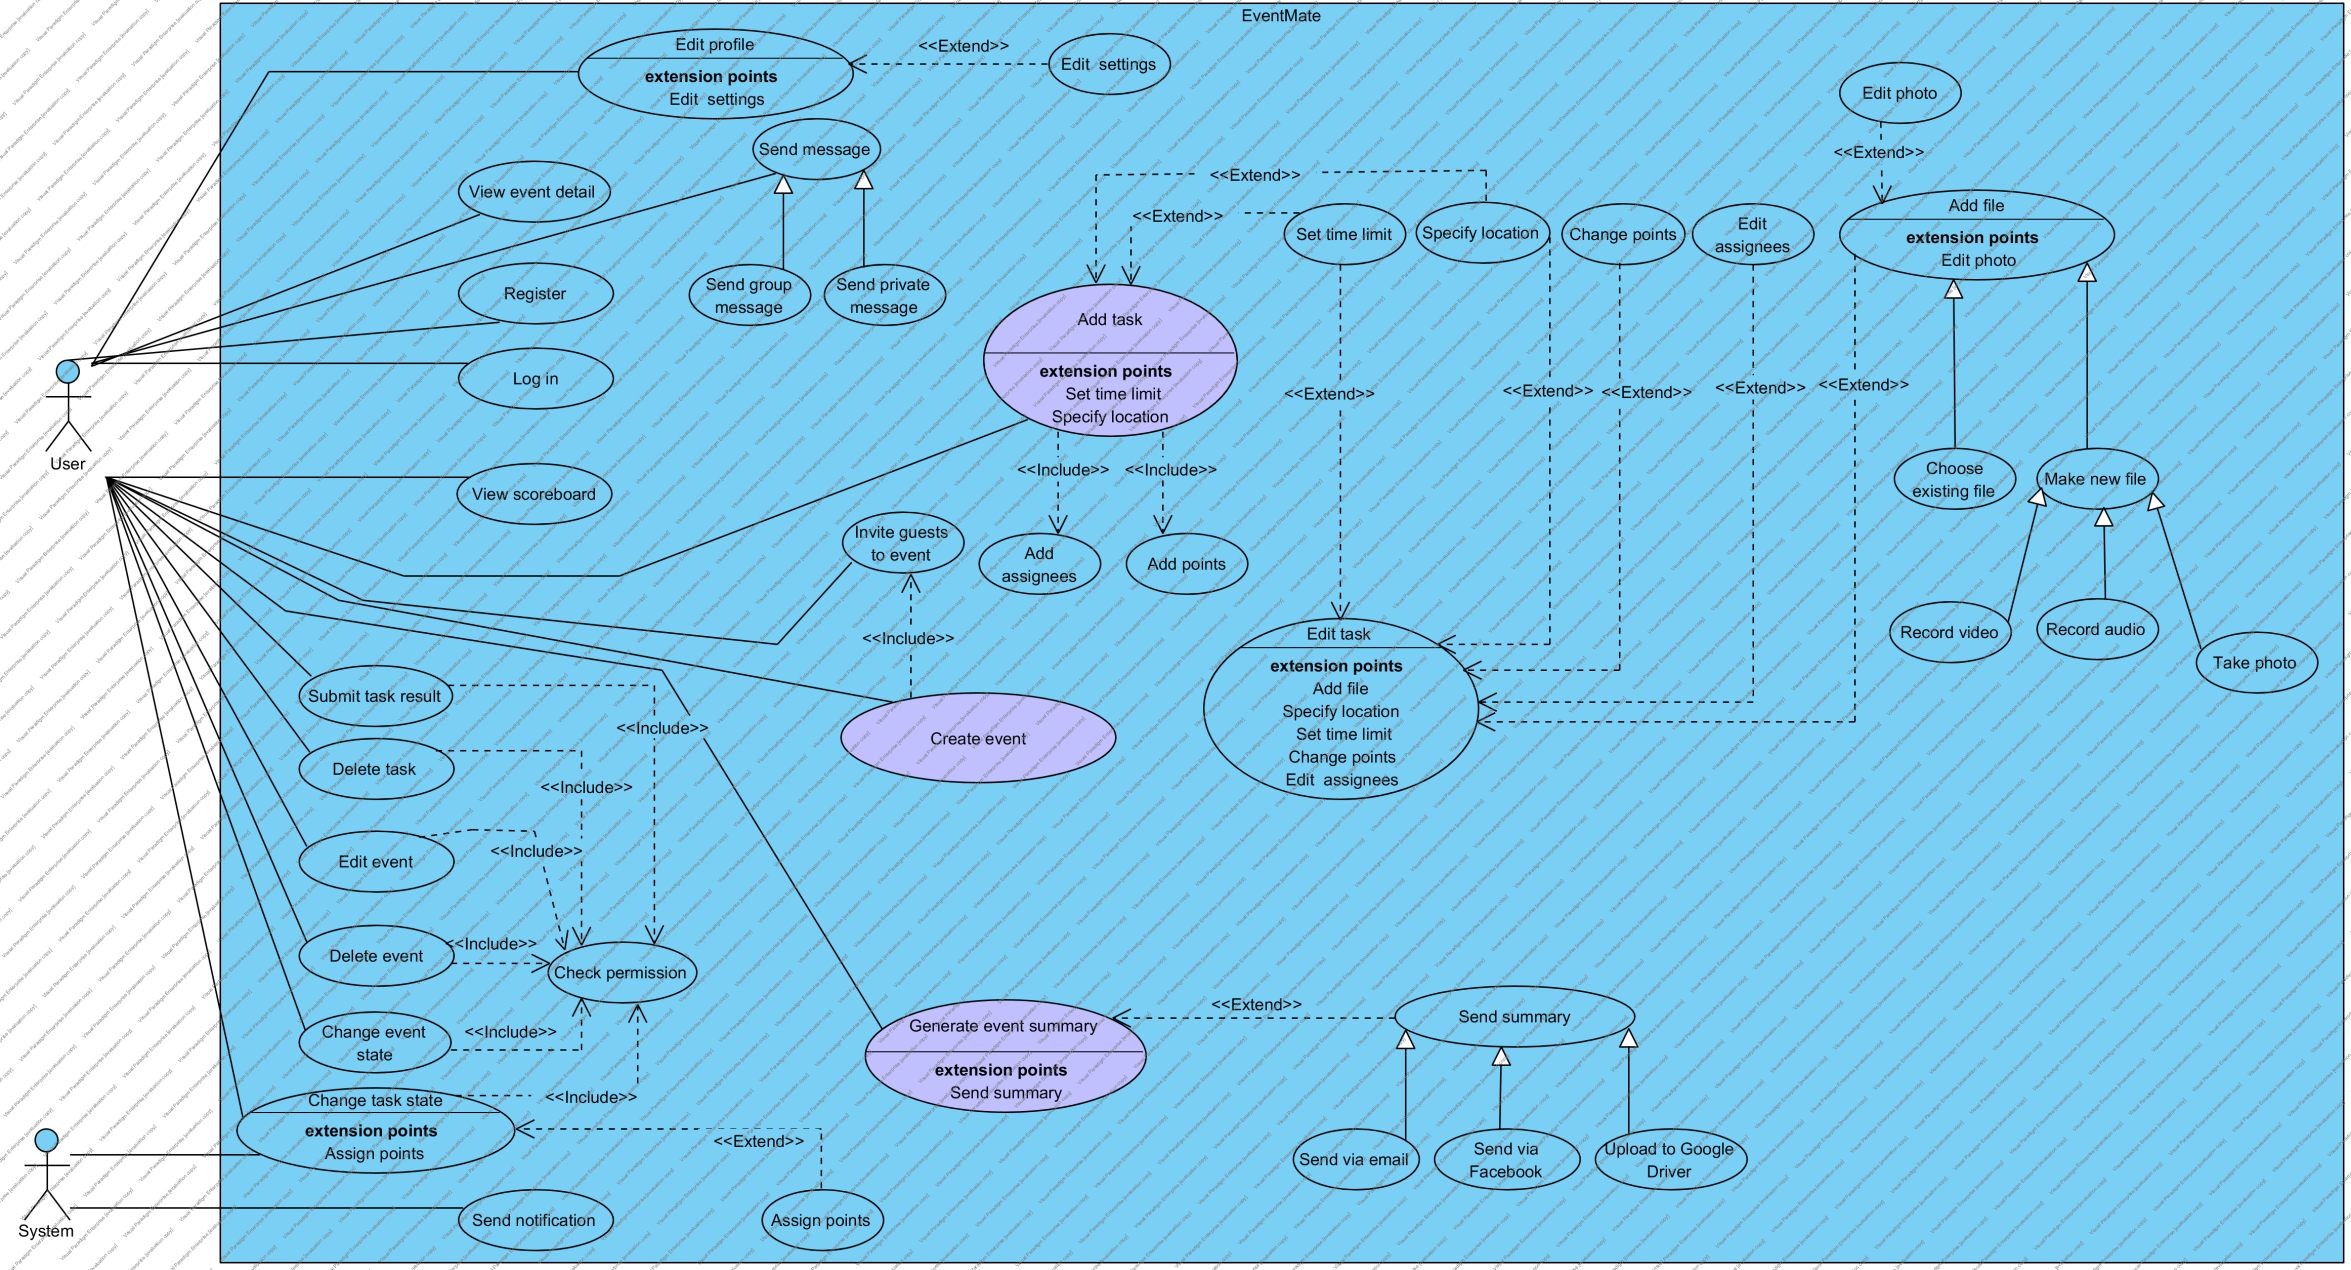 EventMate
Edit profile
extension points
Edit  settings
<<Extend>>
Edit  settings
Edit photo
<<Extend>>
Send message
View event detail
<<Extend>>
<<Extend>>
Set time limit
Specify location
Change points
Edit
assignees
Add file
extension points
Edit photo
Register
Send group
message
Send private
message
Add task
extension points
Set time limit
Specify location
Log in
<<Extend>>
<<Extend>>
<<Extend>>
<<Extend>>
<<Extend>>
User
<<Include>>
<<Include>>
Choose
existing file
Make new file
View scoreboard
Invite guests
to event
Add
assignees
Add points
<<Include>>
Record video
Record audio
Take photo
Edit task
extension points
Add file
Specify location
Set time limit
Change points
Edit  assignees
Submit task result
<<Include>>
Create event
Delete task
<<Include>>
Edit event
<<Include>>
Delete event
<<Include>>
Check permission
Change event
state
<<Include>>
Generate event summary
extension points
Send summary
<<Extend>>
Send summary
Change task state
extension points
Assign points
<<Include>>
<<Extend>>
Send via email
Send via
Facebook
Upload to Google
Driver
System
Send notification
Assign points
Visual Paradigm Enterprise [evaluation copy]